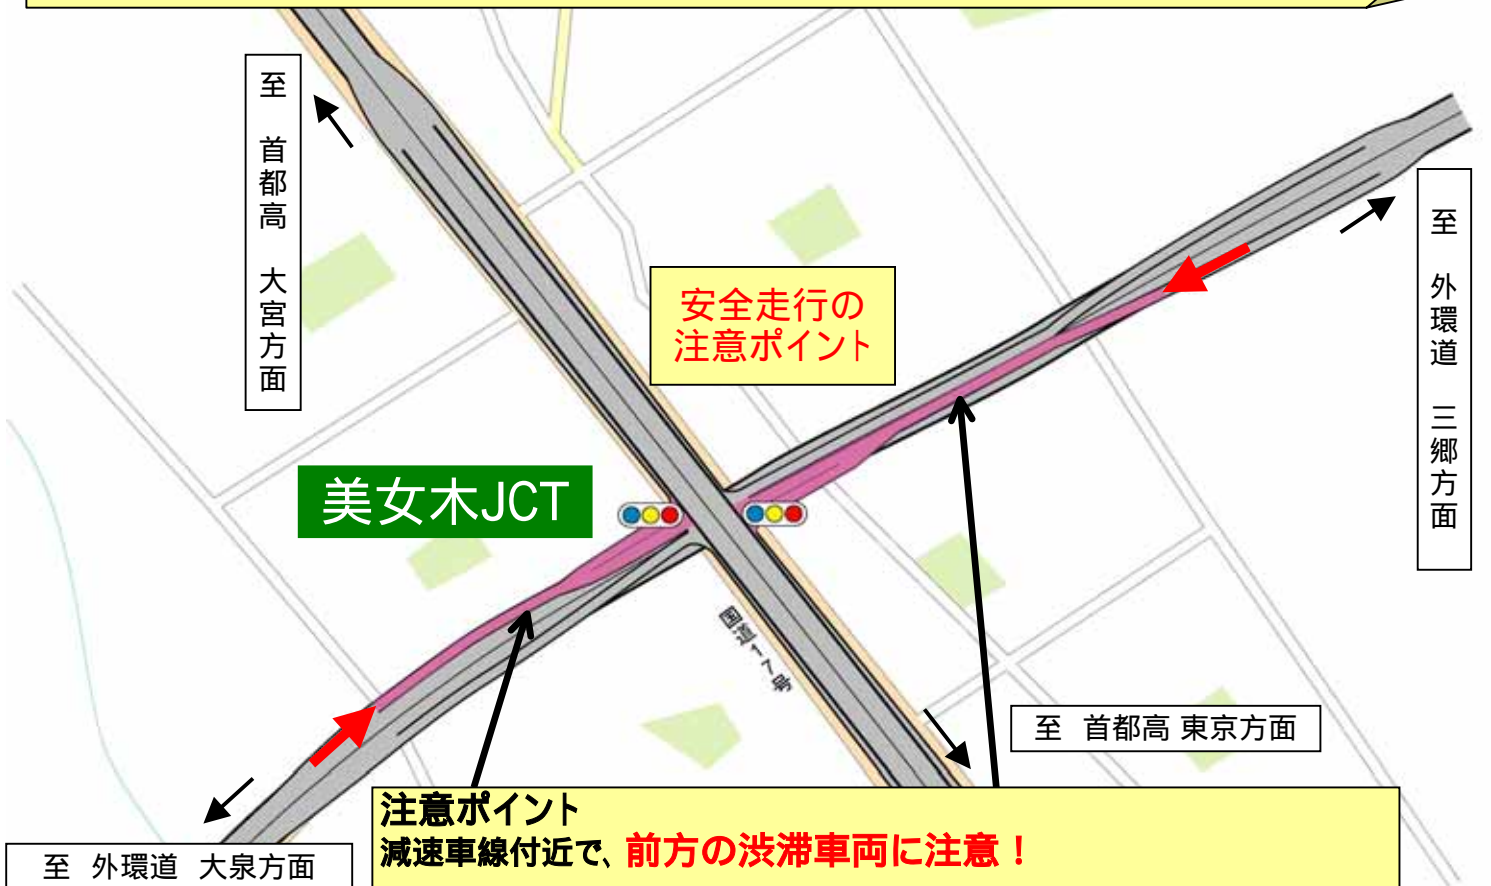 至 首都高 大宮方面
至 外環道 三郷方面
安全走行の
注意ポイント
美女木JCT
国道17号
至 首都高 東京方面
注意ポイント
減速車線付近で、前方の渋滞車両に注意！
至 外環道 大泉方面